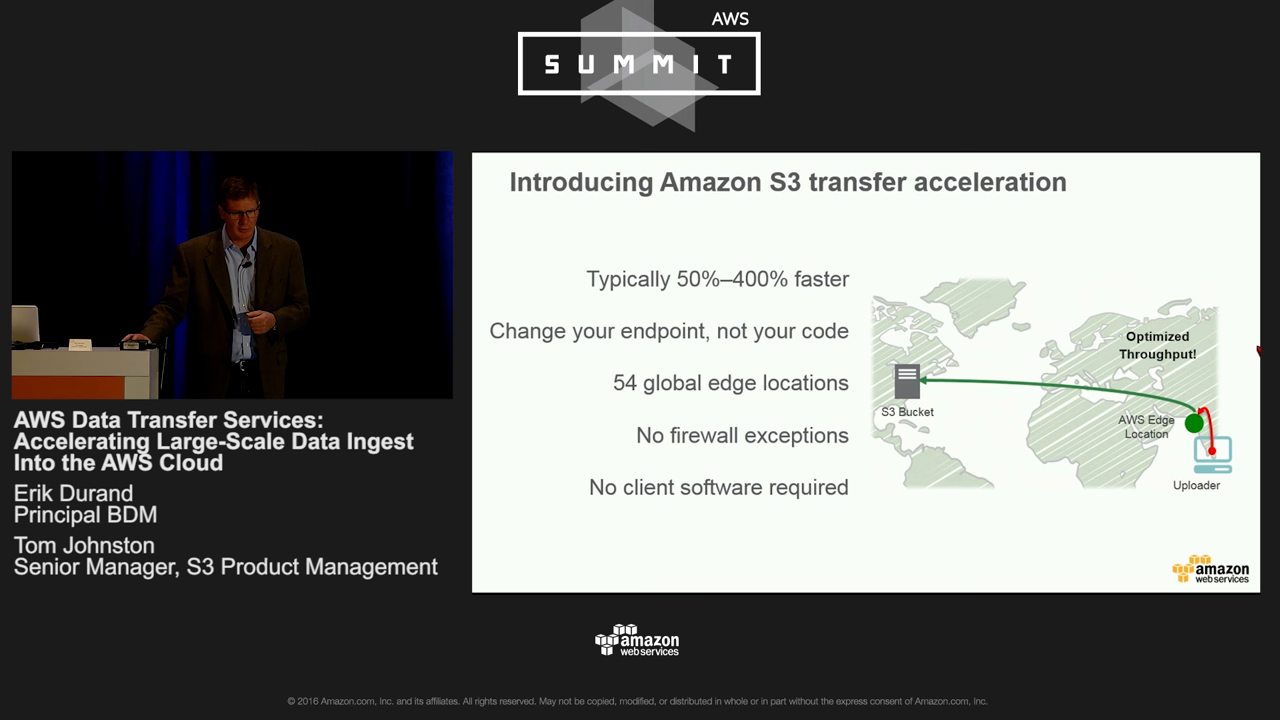 AWS
SUMMIT
Introducing Amazon S3 transfer acceleration
Typically 50%–400% faster
Change your endpoint, not your code
54 global edge locations
No firewall exceptions
No client software required
Optimized
Throughput!
S3 Bucket
AWS Edge
Location
Uploader
amazon
web services
AWS Data Transfer Services:
Accelerating Large-Scale Data Ingest
Into the AWS Cloud
Erik Durand
Principal BDM
Tom Johnston
Senior Manager, S3 Product Management
amazon
web services
© 2016 Amazon.com, Inc. and its affiliates. All rights reserved. May not be copied, modified, or distributed in whole or in part without the express consent of Amazon.com, Inc.